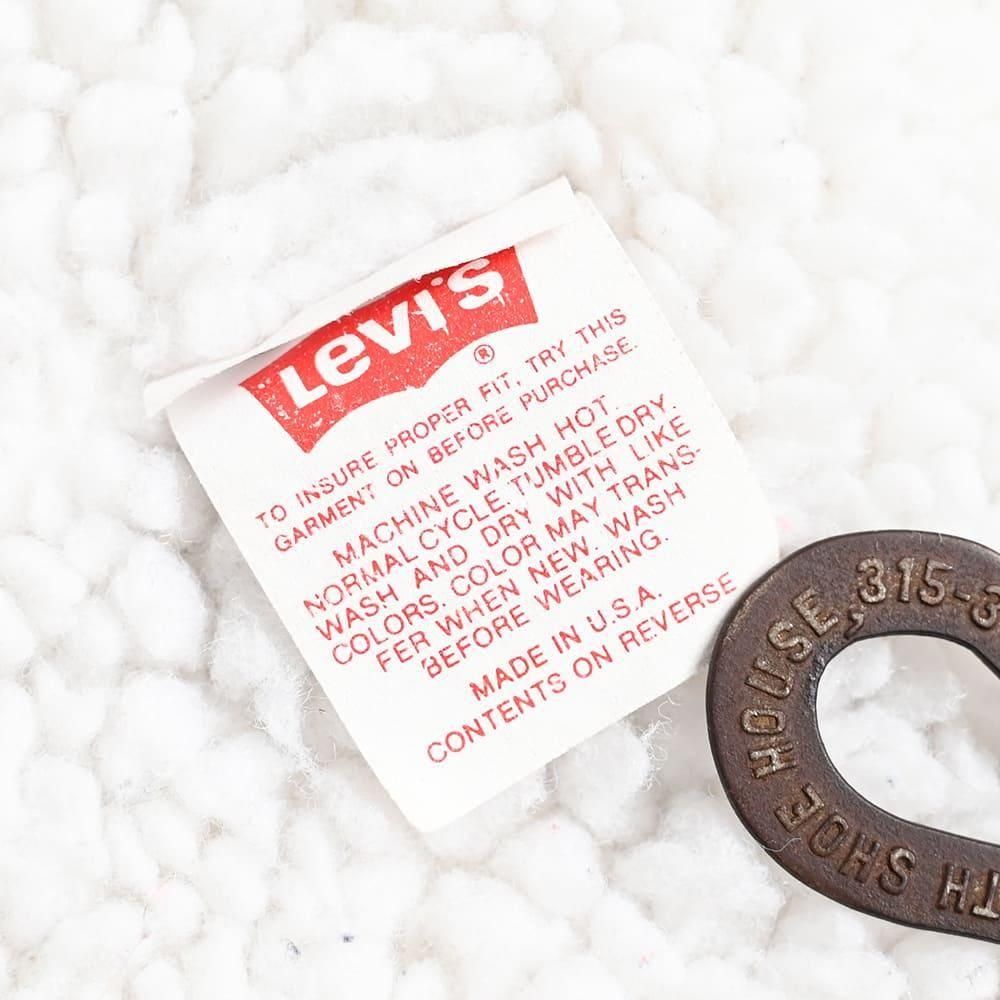 Levi's
®
TO INSURE PROPER FIT, TRY THIS
GARMENT ON BEFORE PURCHASE.
MACHINE WASH HOT.
NORMAL CYCLE. TUMBLE DRY.
WASH AND DRY WITH LIKE
COLORS. COLOR MAY TRANS-
FER WHEN NEW. WASH
BEFORE WEARING.
MADE IN U.S.A.
CONTENTS ON REVERSE
TH SHOE HOUSE, 315-3